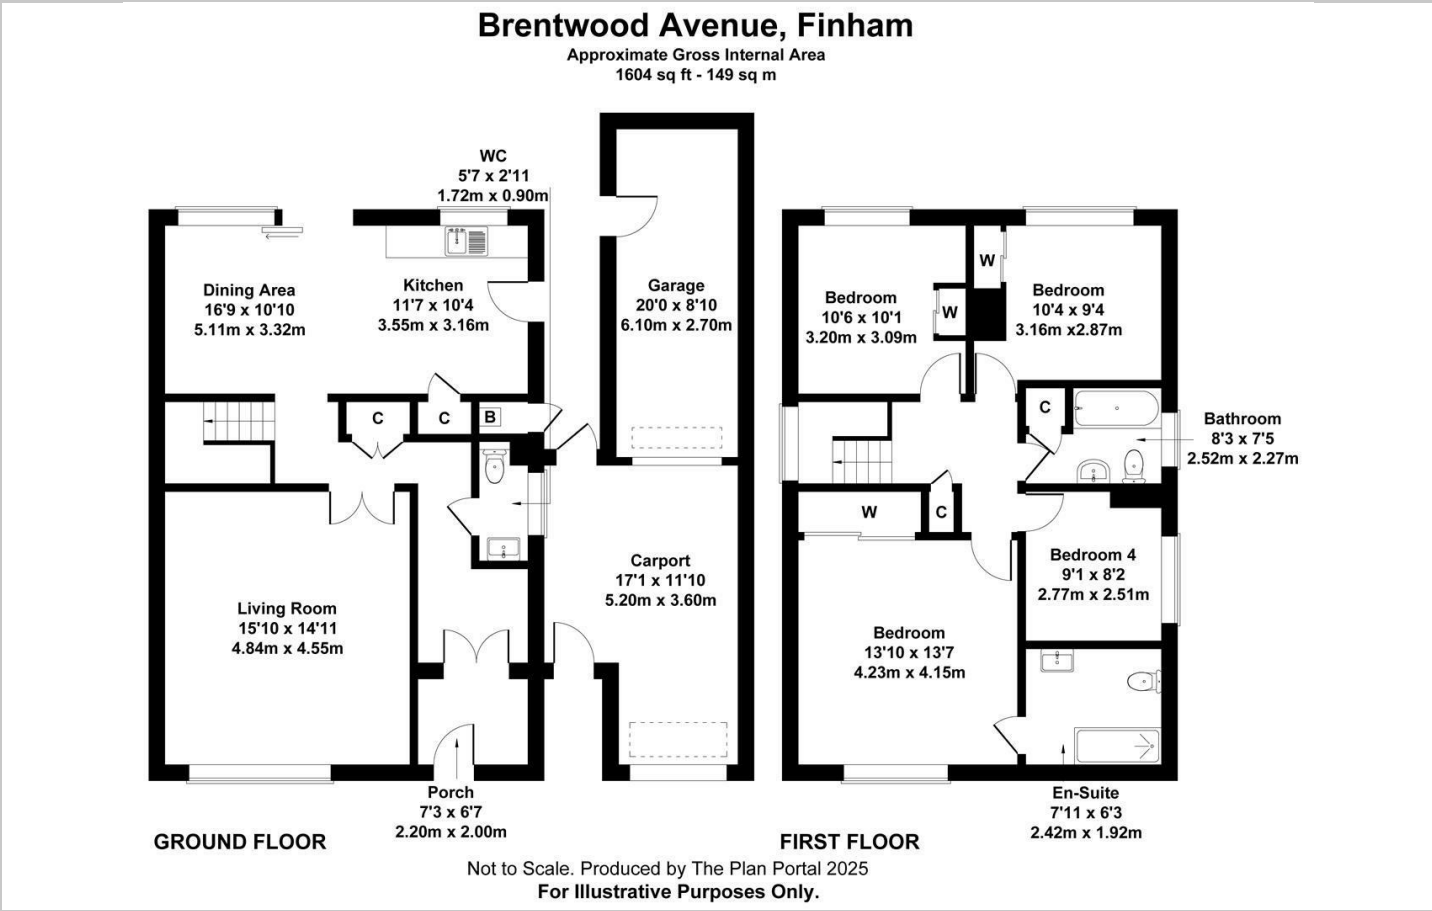 Brentwood Avenue, Finham
Approximate Gross Internal Area
1604 sq ft - 149 sq m
WC
5'7 x 2'11
1.72m x 0.90m
Dining Area
16'9 x 10'10
5.11m x 3.32m
Kitchen
11'7 x 10'4
3.55m x 3.16m
Garage
20'0 x 8'10
6.10m x 2.70m
C
C
B
Living Room
15'10 x 14'11
4.84m x 4.55m
Carport
17'1 x 11'10
5.20m x 3.60m
Porch
7'3 x 6'7
2.20m x 2.00m
GROUND FLOOR
Bedroom
10'6 x 10'1
3.20m x 3.09m
W
W
Bedroom
10'4 x 9'4
3.16m x2.87m
C
Bathroom
8'3 x 7'5
2.52m x 2.27m
W
C
Bedroom 4
9'1 x 8'2
2.77m x 2.51m
Bedroom
13'10 x 13'7
4.23m x 4.15m
En-Suite
7'11 x 6'3
2.42m x 1.92m
FIRST FLOOR
Not to Scale. Produced by The Plan Portal 2025
For Illustrative Purposes Only.